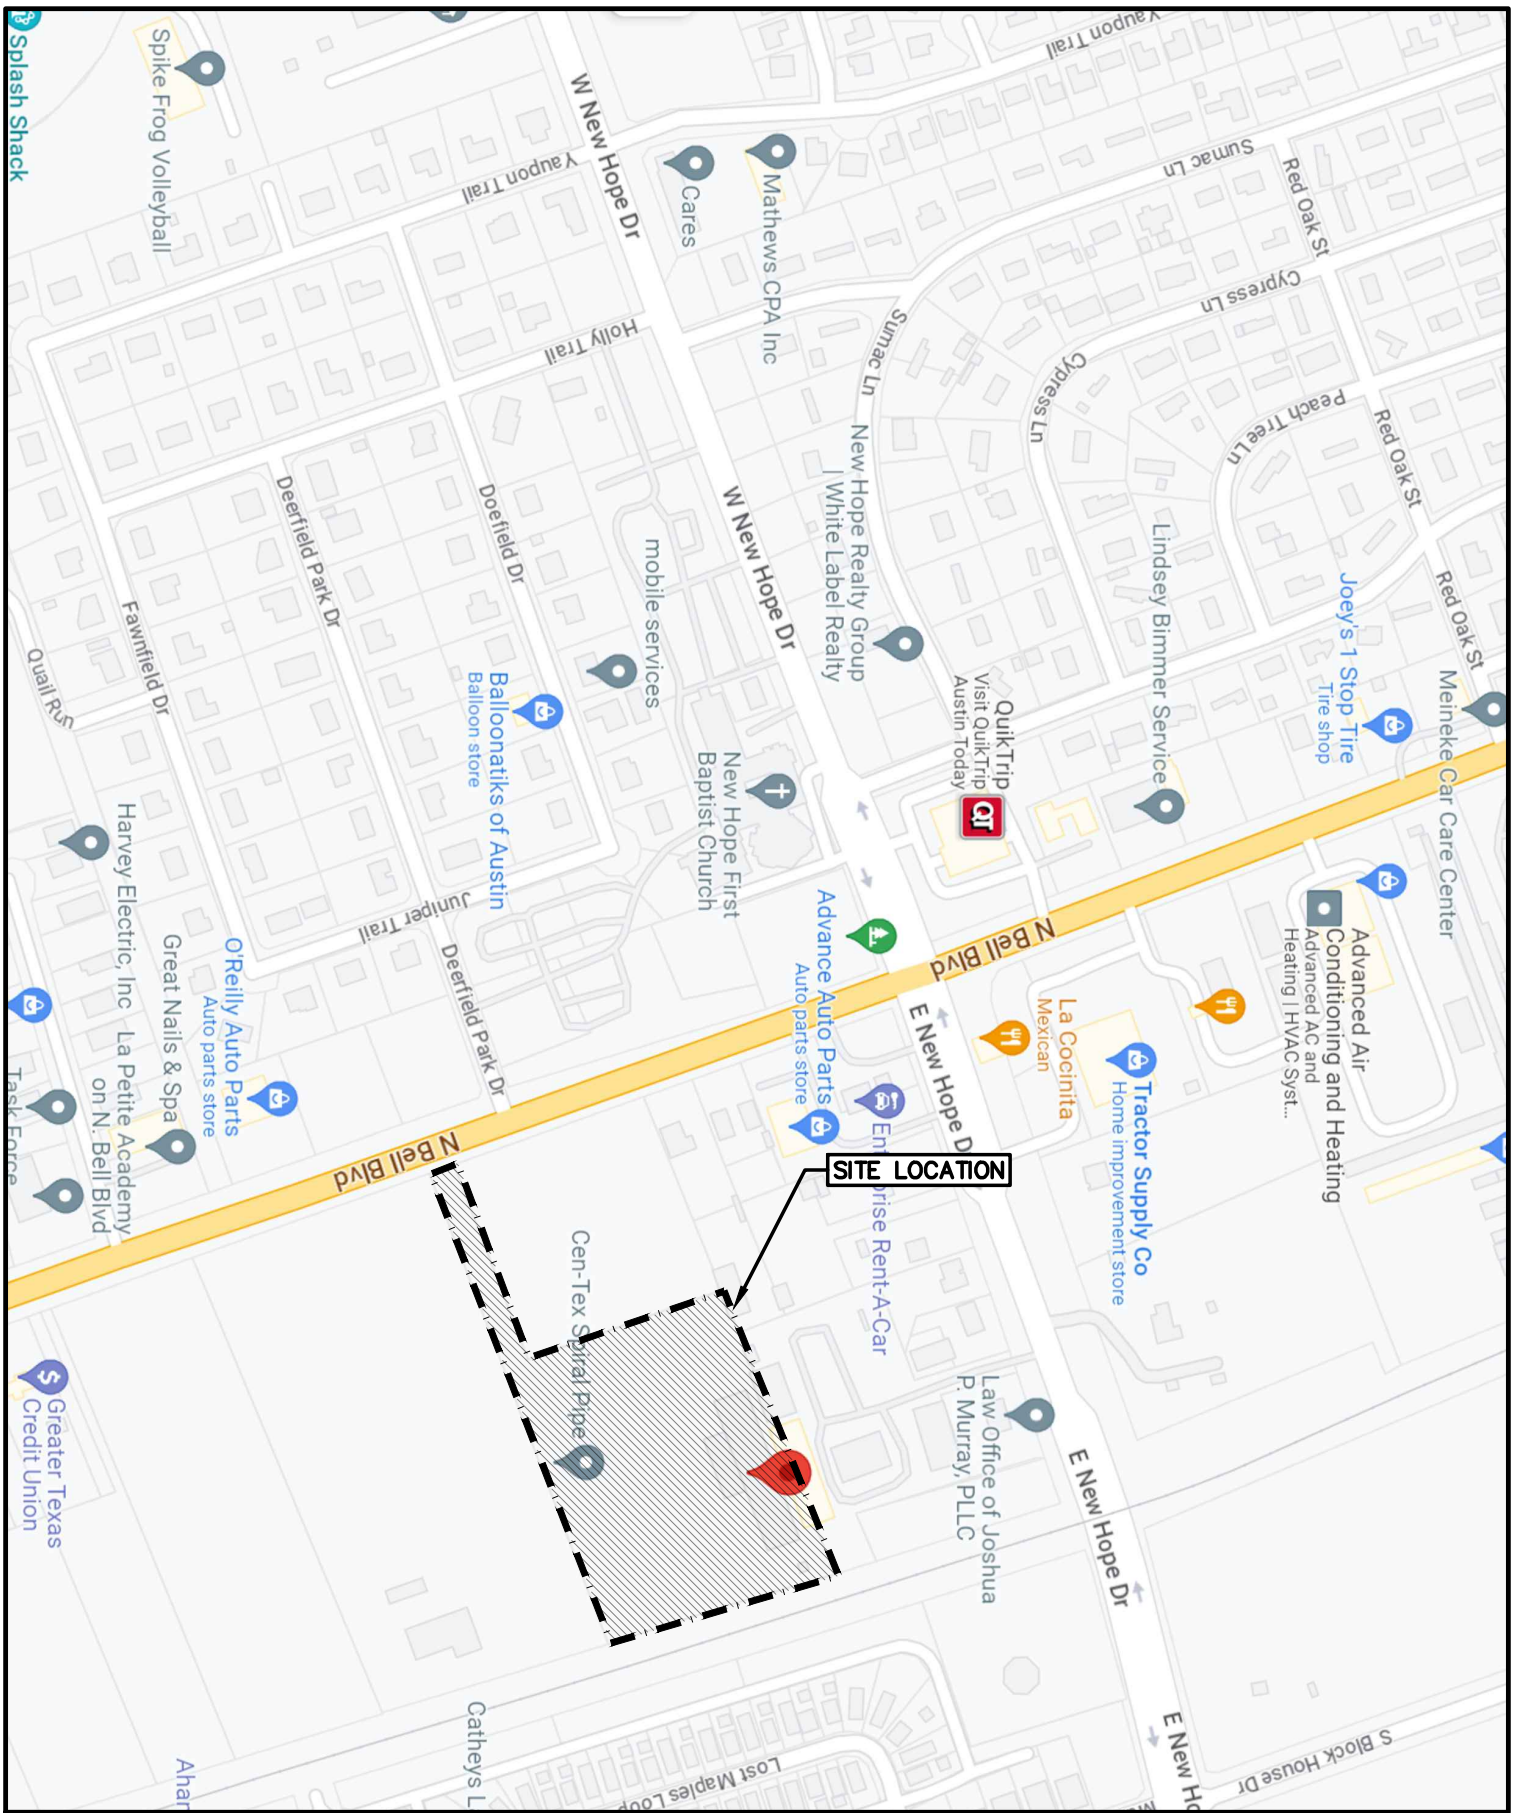 Splash Shack
Spike Frog Volleyball
W New Hope Dr
Yaupon Trail
Yaupon Trail
Cares
Mathews CPA Inc
Sumac Ln
Red Oak St
Cypress Ln
Holly Trail
Sumac Ln
Cypress Ln
Peach Tree Ln
Red Oak St
New Hope Realty Group
| White Label Realty
W New Hope Dr
Deerfield Park Dr
Doefield Dr
mobile services
Fawnfield Dr
Quail Run
Lindsey Bimmer Service
Joey's 1 Stop Tire
Tire shop
Red Oak St
Meineke Car Care Center
QuikTrip
Visit QuikTrip
Austin Today
QT
Balloonatiks of Austin
Balloon store
New Hope First
Baptist Church
Harvey Electric, Inc
Juniper Trail
Advance Auto Parts
Auto parts store
N Bell Blvd
Advanced Air
Conditioning and Heating
Advanced AC and
Heating | HVAC Syst...
O'Reilly Auto Parts
Auto parts store
Great Nails & Spa
La Petite Academy
on N. Bell Blvd
Task Force
Deerfield Park Dr
E New Hope D
La Cocinita
Mexican
Tractor Supply Co
Home improvement store
N Bell Blvd
SITE LOCATION
Ent
prise Rent-A-Car
Cen-Tex Spiral Pipe
Greater Texas
Credit Union
$
Law Office of Joshua
P. Murray, PLLC
E New Hope Dr
Catheys L
Ahar
Lost Maples Loop
E New Ho
S Block House Dr